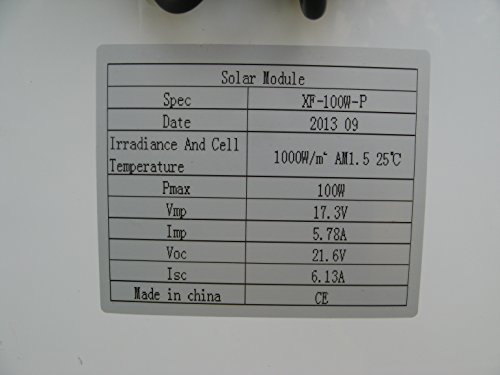 Solar Module
Spec XF-100W-P
Date 2013 09
Irradiance And Cell
Temperature 1000W/m² AM1.5 25℃
Pmax 100W
Vmp 17.3V
Imp 5.78A
Voc 21.6V
Isc 6.13A
Made in china CE